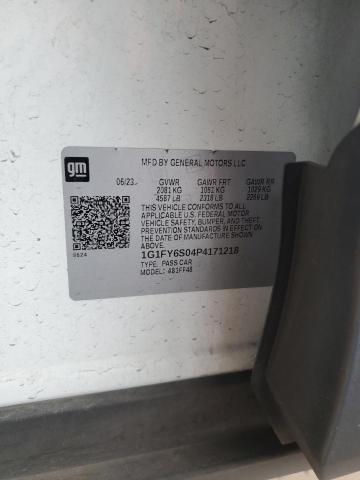 gm
MFD BY GENERAL MOTORS LLC
06/23 GVWR GAWR FRT GAWR RR
2081 KG 1051 KG 1029 KG
4587 LB 2318 LB 2269 LB
THIS VEHICLE CONFORMS TO ALL
APPLICABLE U.S. FEDERAL MOTOR
VEHICLE SAFETY, BUMPER, AND THEFT
PREVENTION STANDARDS IN EFFECT ON
THE DATE OF MANUFACTURE SHOWN ABOVE.
1G1FY6S04P4171218
TYPE: PASS CAR
9624 MODEL: 481FF48